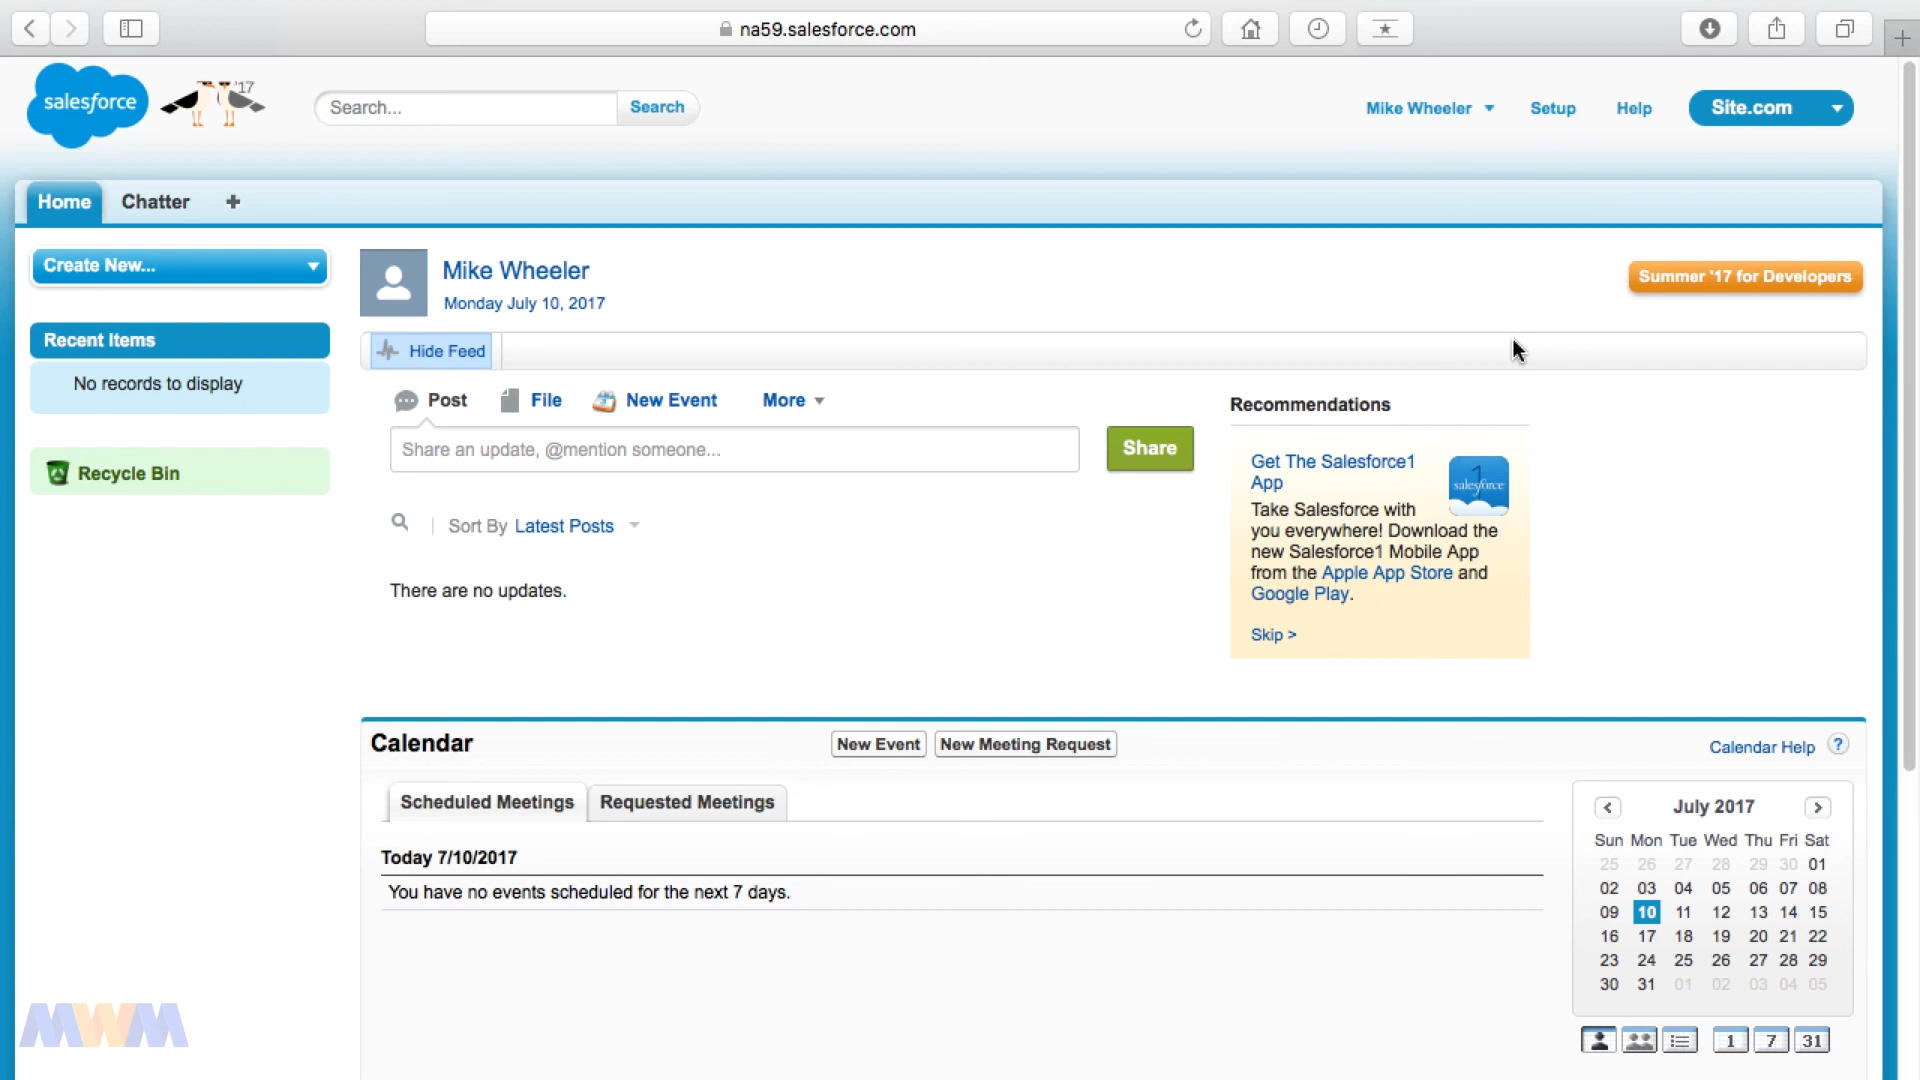 na59.salesforce.com
salesforce
'17
Search...
Search
Mike Wheeler
Setup
Help
Site.com
Home
Chatter
+
Create New...
Recent Items
No records to display
Recycle Bin
Mike Wheeler
Monday July 10, 2017
Summer '17 for Developers
Hide Feed
Post
File
New Event
More
Share an update, @mention someone...
Share
Sort By Latest Posts
There are no updates.
Recommendations
Get The Salesforce1
App
1
salesforce
Take Salesforce with
you everywhere! Download the
new Salesforce1 Mobile App
from the Apple App Store and
Google Play.
Skip >
Calendar
New Event
New Meeting Request
Calendar Help
?
Scheduled Meetings
Requested Meetings
Today 7/10/2017
You have no events scheduled for the next 7 days.
July 2017
Sun Mon Tue Wed Thu Fri Sat
25 26 27 28 29 30 01
02 03 04 05 06 07 08
09 10 11 12 13 14 15
16 17 18 19 20 21 22
23 24 25 26 27 28 29
30 31 01 02 03 04 05
1
7
31
MWM